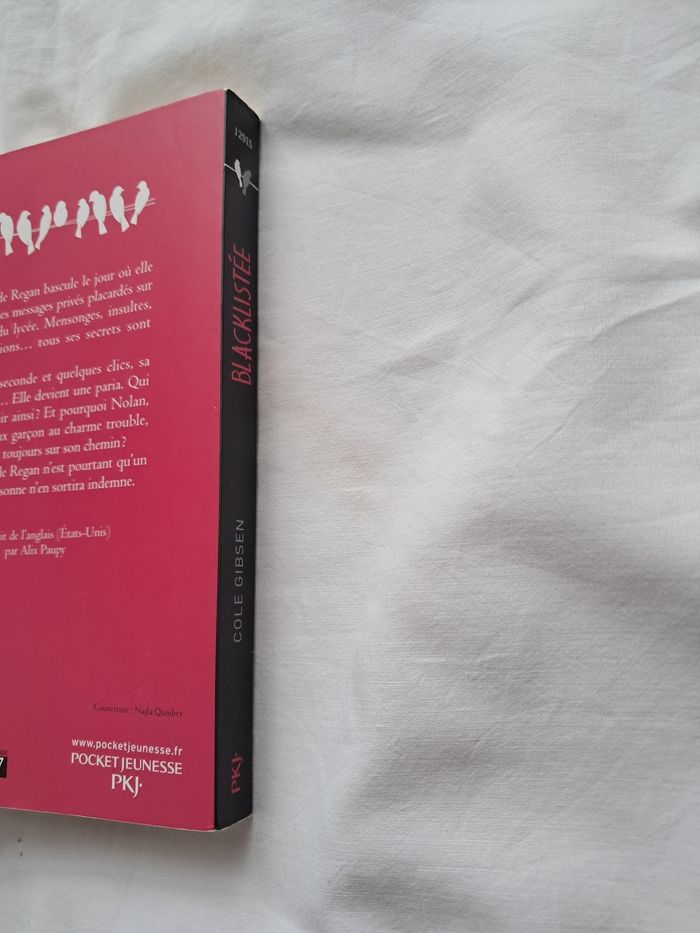 de Regan bascule le jour où elle
es messages privés placardés sur
du lycée. Mensonges, insultes,
ions… tous ses secrets sont
seconde et quelques clics, sa
… Elle devient une paria. Qui
ir ainsi ? Et pourquoi Nolan,
ux garçon au charme trouble,
toujours sur son chemin ?
de Regan n'est pourtant qu'un
sonne n'en sortira indemne.
it de l'anglais (États-Unis)
par Alix Paupy
Couverture : Najla Qamber
www.pocketjeunesse.fr
POCKET JEUNESSE
PKJ·
7
J2915
BLACKLISTÉE
COLE GIBSEN
PKJ·